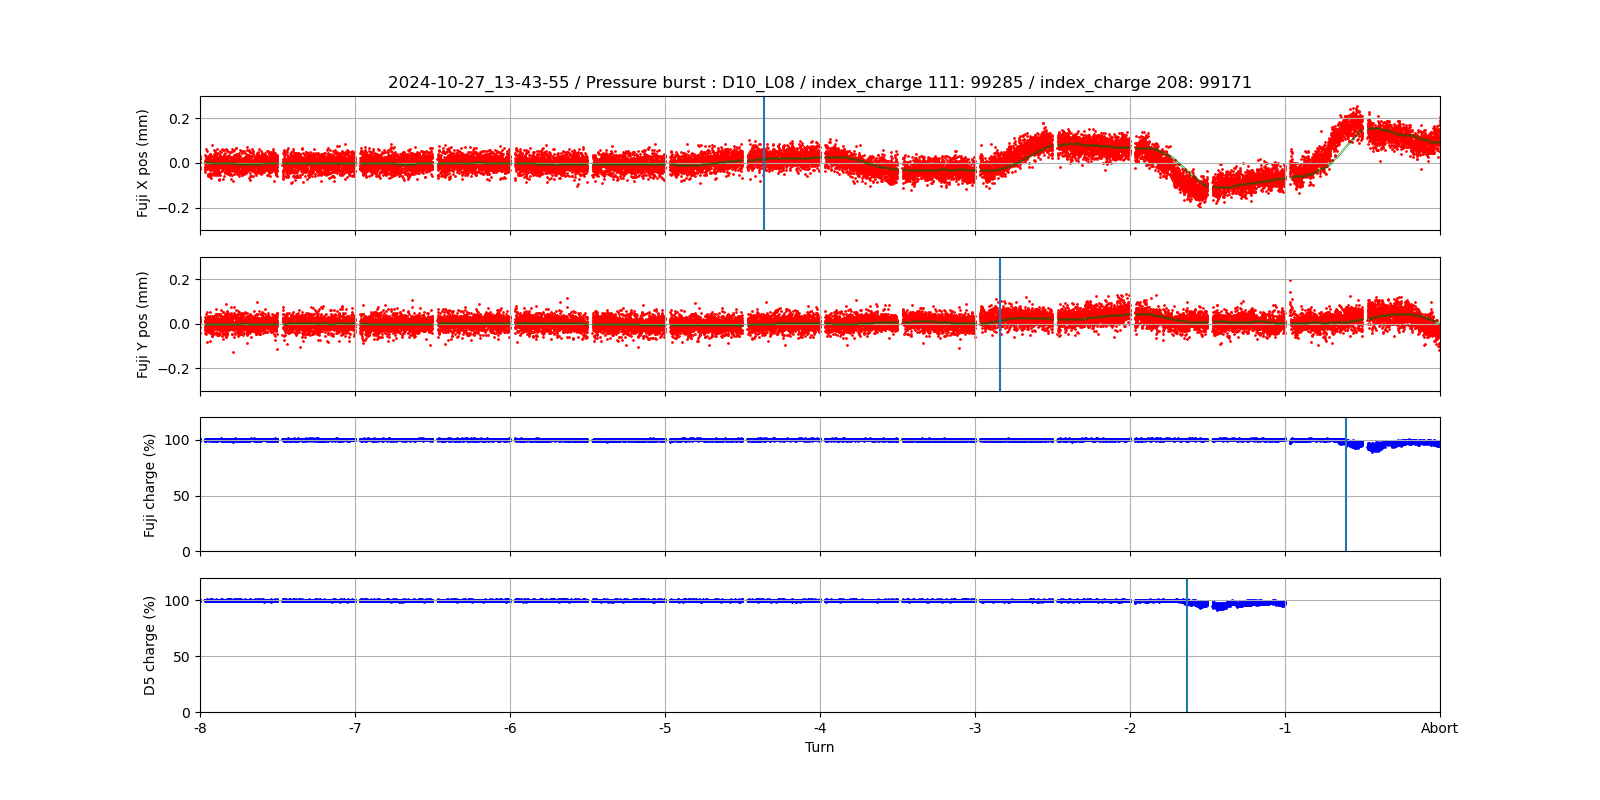 2024-10-27_13-43-55 / Pressure burst : D10_L08 / index_charge 111: 99285 / index_charge 208: 99171
Fuji X pos (mm)
0.2
0.0
−0.2
Fuji Y pos (mm)
0.2
0.0
−0.2
Fuji charge (%)
100
50
0
D5 charge (%)
100
50
0
-8 -7 -6 -5 -4 -3 -2 -1 Abort
Turn